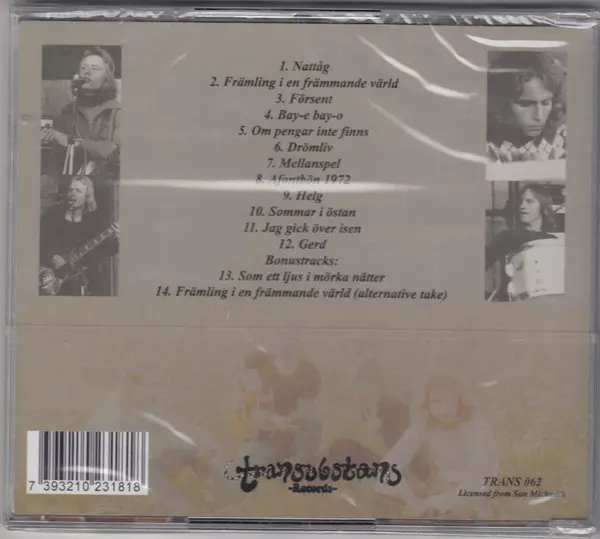 1. Nattåg
2. Främling i en främmande värld
3. Försent
4. Bay-e bay-o
5. Om pengar inte finns
6. Drömliv
7. Mellanspel
8. Aftonbön 1972
9. Helg
10. Sommar i östan
11. Jag gick över isen
12. Gerd
Bonustracks:
13. Som ett ljus i mörka nätter
14. Främling i en främmande värld (alternative take)
7 393210 231818
transubstans
-Records-
TRANS 062
Licensed from San Michael's